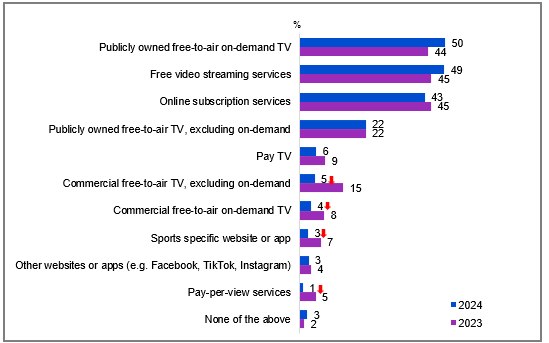 %
Publicly owned free-to-air on-demand TV 50
44
Free video streaming services 49
45
Online subscription services 43
45
Publicly owned free-to-air TV, excluding on-demand 22
22
Pay TV 6
9
Commercial free-to-air TV, excluding on-demand 5
15
Commercial free-to-air on-demand TV 4
8
Sports specific website or app 3
7
Other websites or apps (e.g. Facebook, TikTok, Instagram) 3
4
Pay-per-view services 1
5
None of the above 3
2
2024
2023